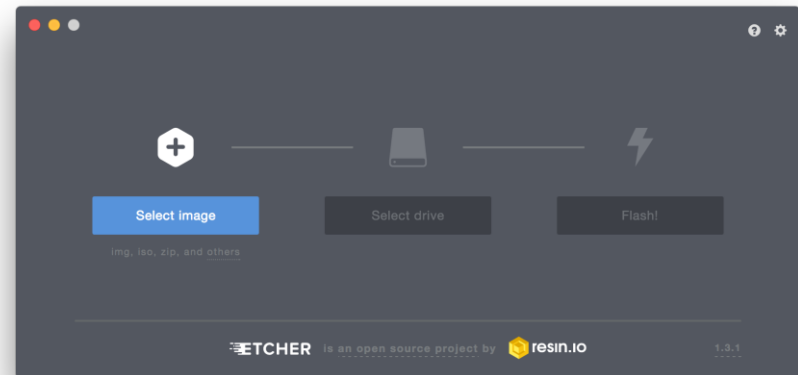 Select image
Select drive
Flash!
img, iso, zip, and others
ETCHER is an open source project by resin.io
1.3.1